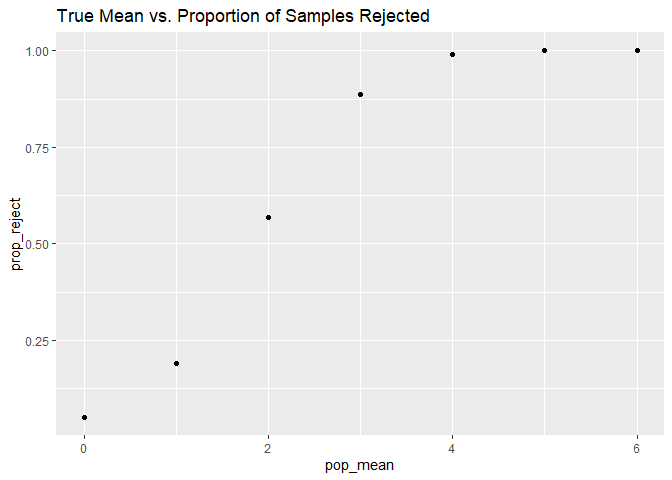 True Mean vs. Proportion of Samples Rejected
1.00
0.75
0.50
0.25
prop_reject
0 2 4 6
pop_mean